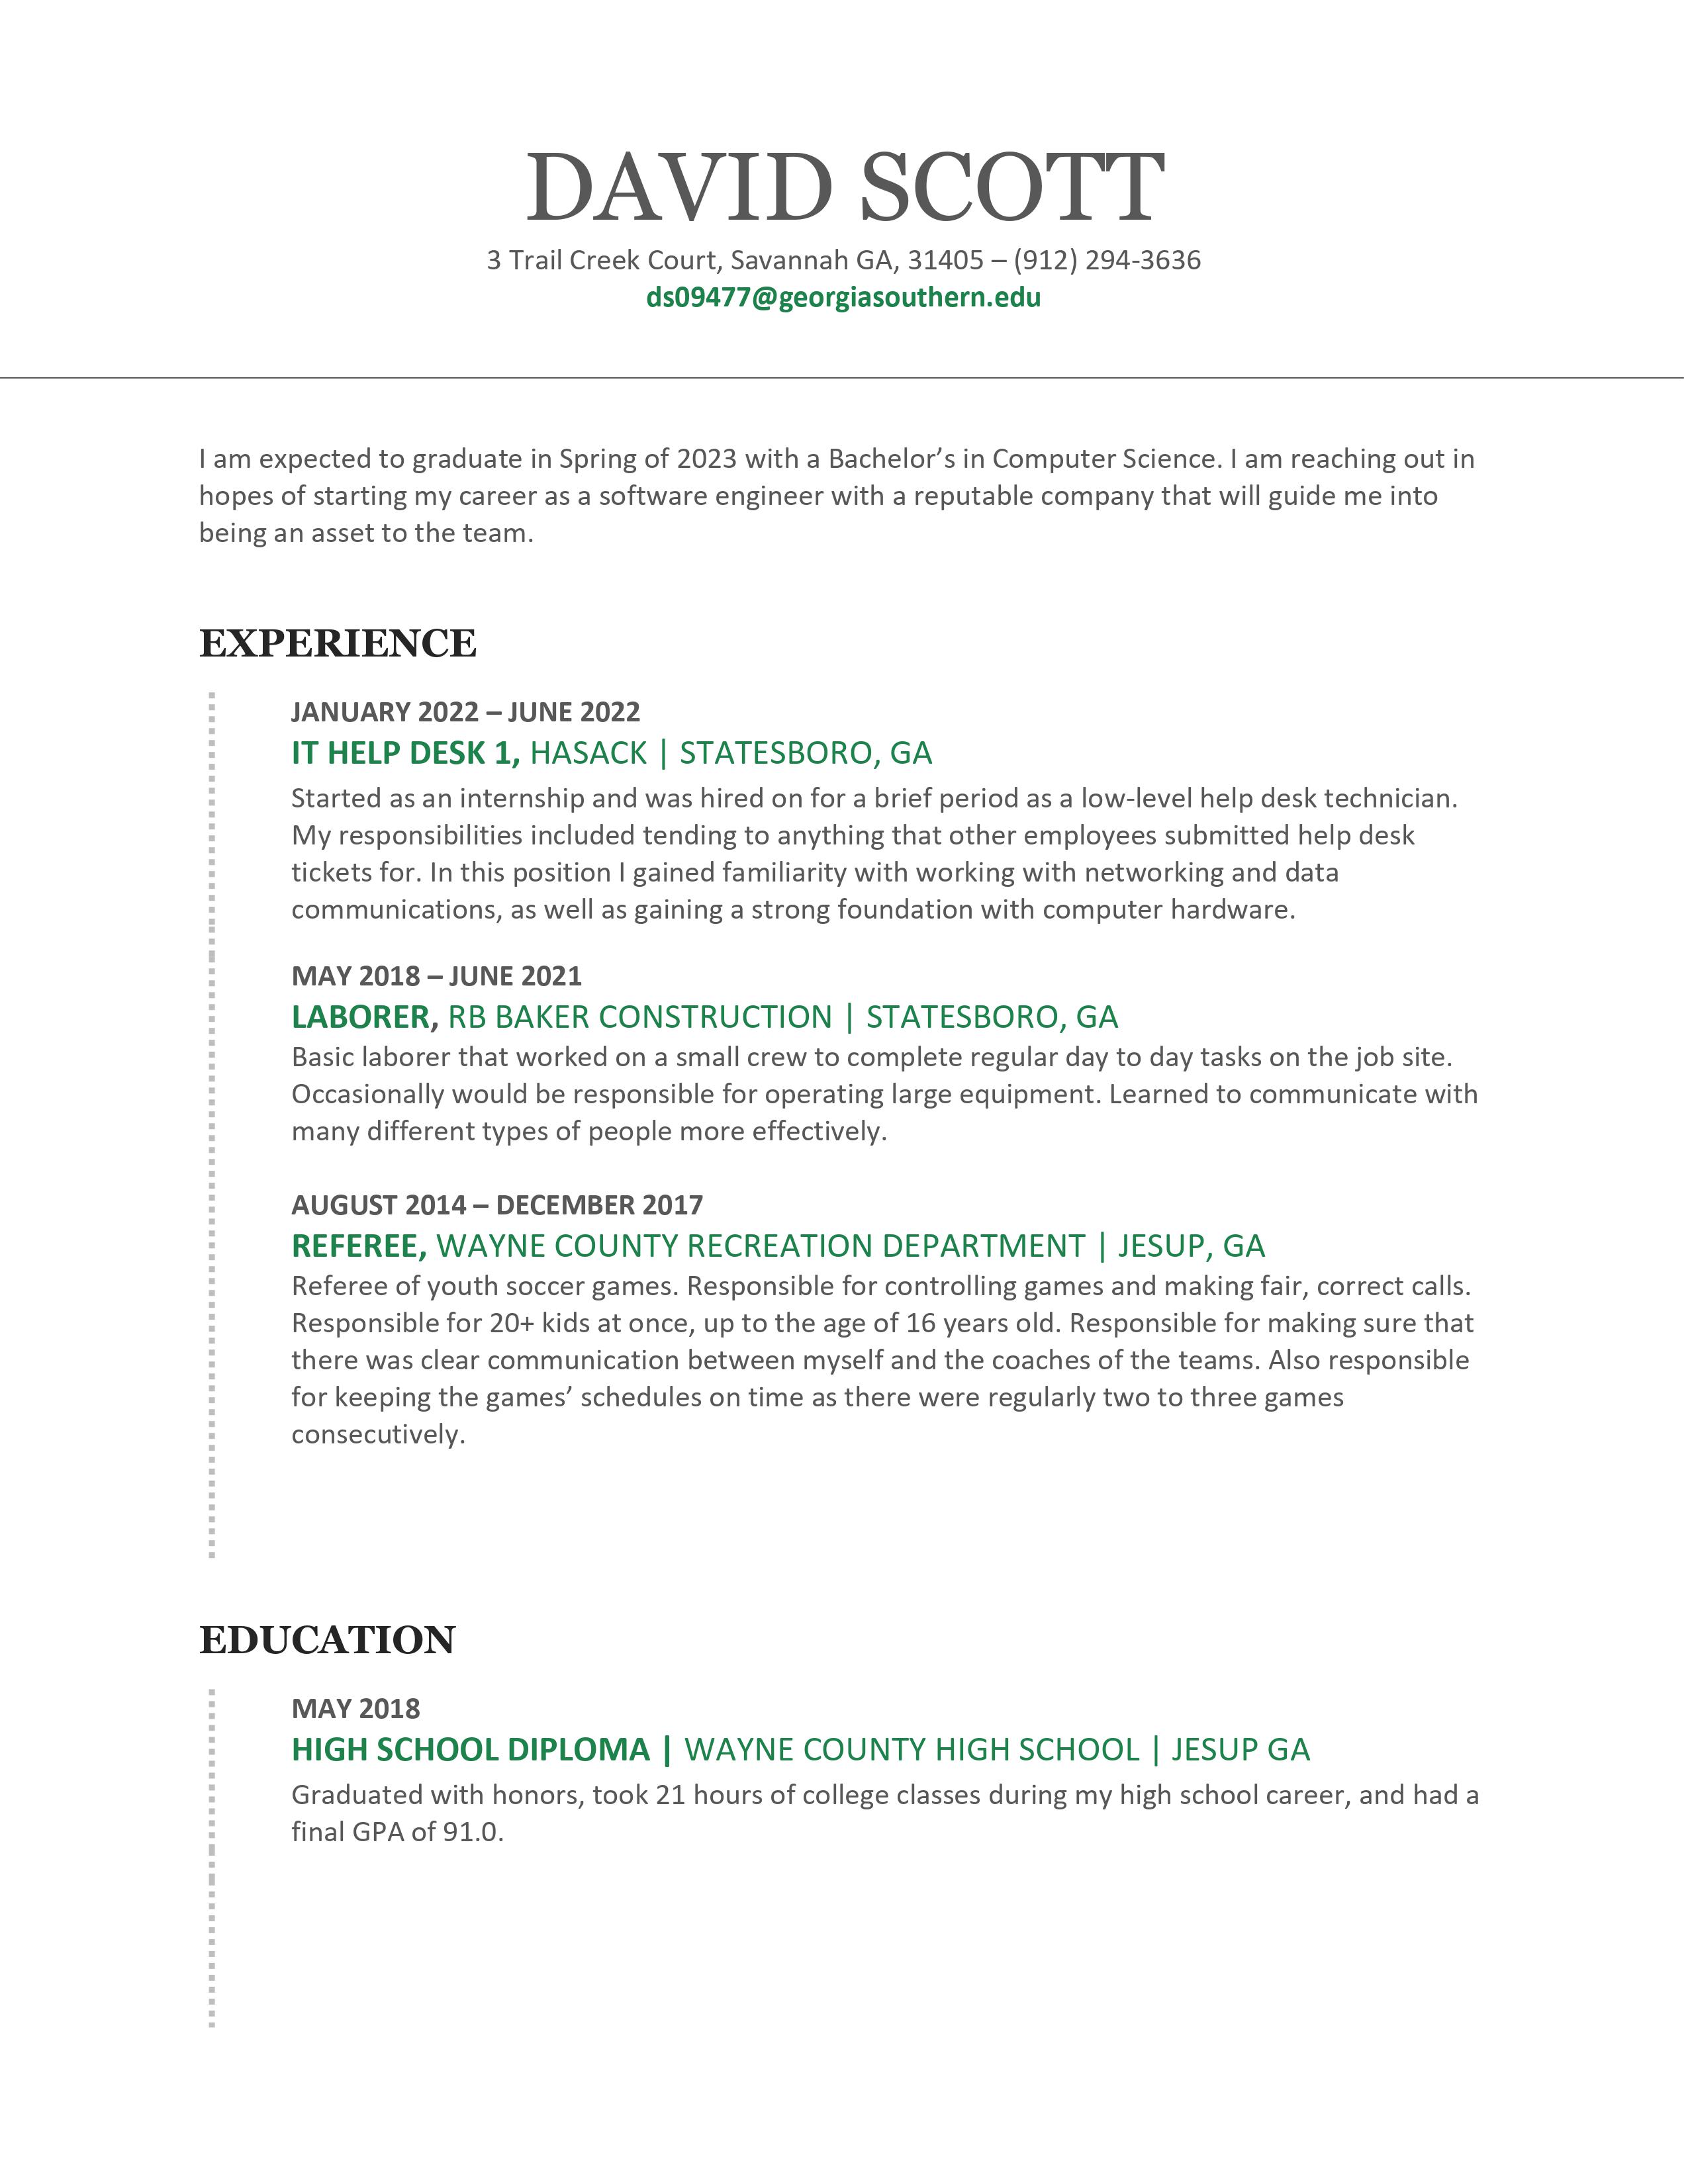 DAVID SCOTT
3 Trail Creek Court, Savannah GA, 31405 – (912) 294-3636
ds09477@georgiasouthern.edu
I am expected to graduate in Spring of 2023 with a Bachelor’s in Computer Science. I am reaching out in
hopes of starting my career as a software engineer with a reputable company that will guide me into
being an asset to the team.
EXPERIENCE
JANUARY 2022 – JUNE 2022
IT HELP DESK 1, HASACK | STATESBORO, GA
Started as an internship and was hired on for a brief period as a low-level help desk technician.
My responsibilities included tending to anything that other employees submitted help desk
tickets for. In this position I gained familiarity with working with networking and data
communications, as well as gaining a strong foundation with computer hardware.
MAY 2018 – JUNE 2021
LABORER, RB BAKER CONSTRUCTION | STATESBORO, GA
Basic laborer that worked on a small crew to complete regular day to day tasks on the job site.
Occasionally would be responsible for operating large equipment. Learned to communicate with
many different types of people more effectively.
AUGUST 2014 – DECEMBER 2017
REFEREE, WAYNE COUNTY RECREATION DEPARTMENT | JESUP, GA
Referee of youth soccer games. Responsible for controlling games and making fair, correct calls.
Responsible for 20+ kids at once, up to the age of 16 years old. Responsible for making sure that
there was clear communication between myself and the coaches of the teams. Also responsible
for keeping the games’ schedules on time as there were regularly two to three games
consecutively.
EDUCATION
MAY 2018
HIGH SCHOOL DIPLOMA | WAYNE COUNTY HIGH SCHOOL | JESUP GA
Graduated with honors, took 21 hours of college classes during my high school career, and had a
final GPA of 91.0.